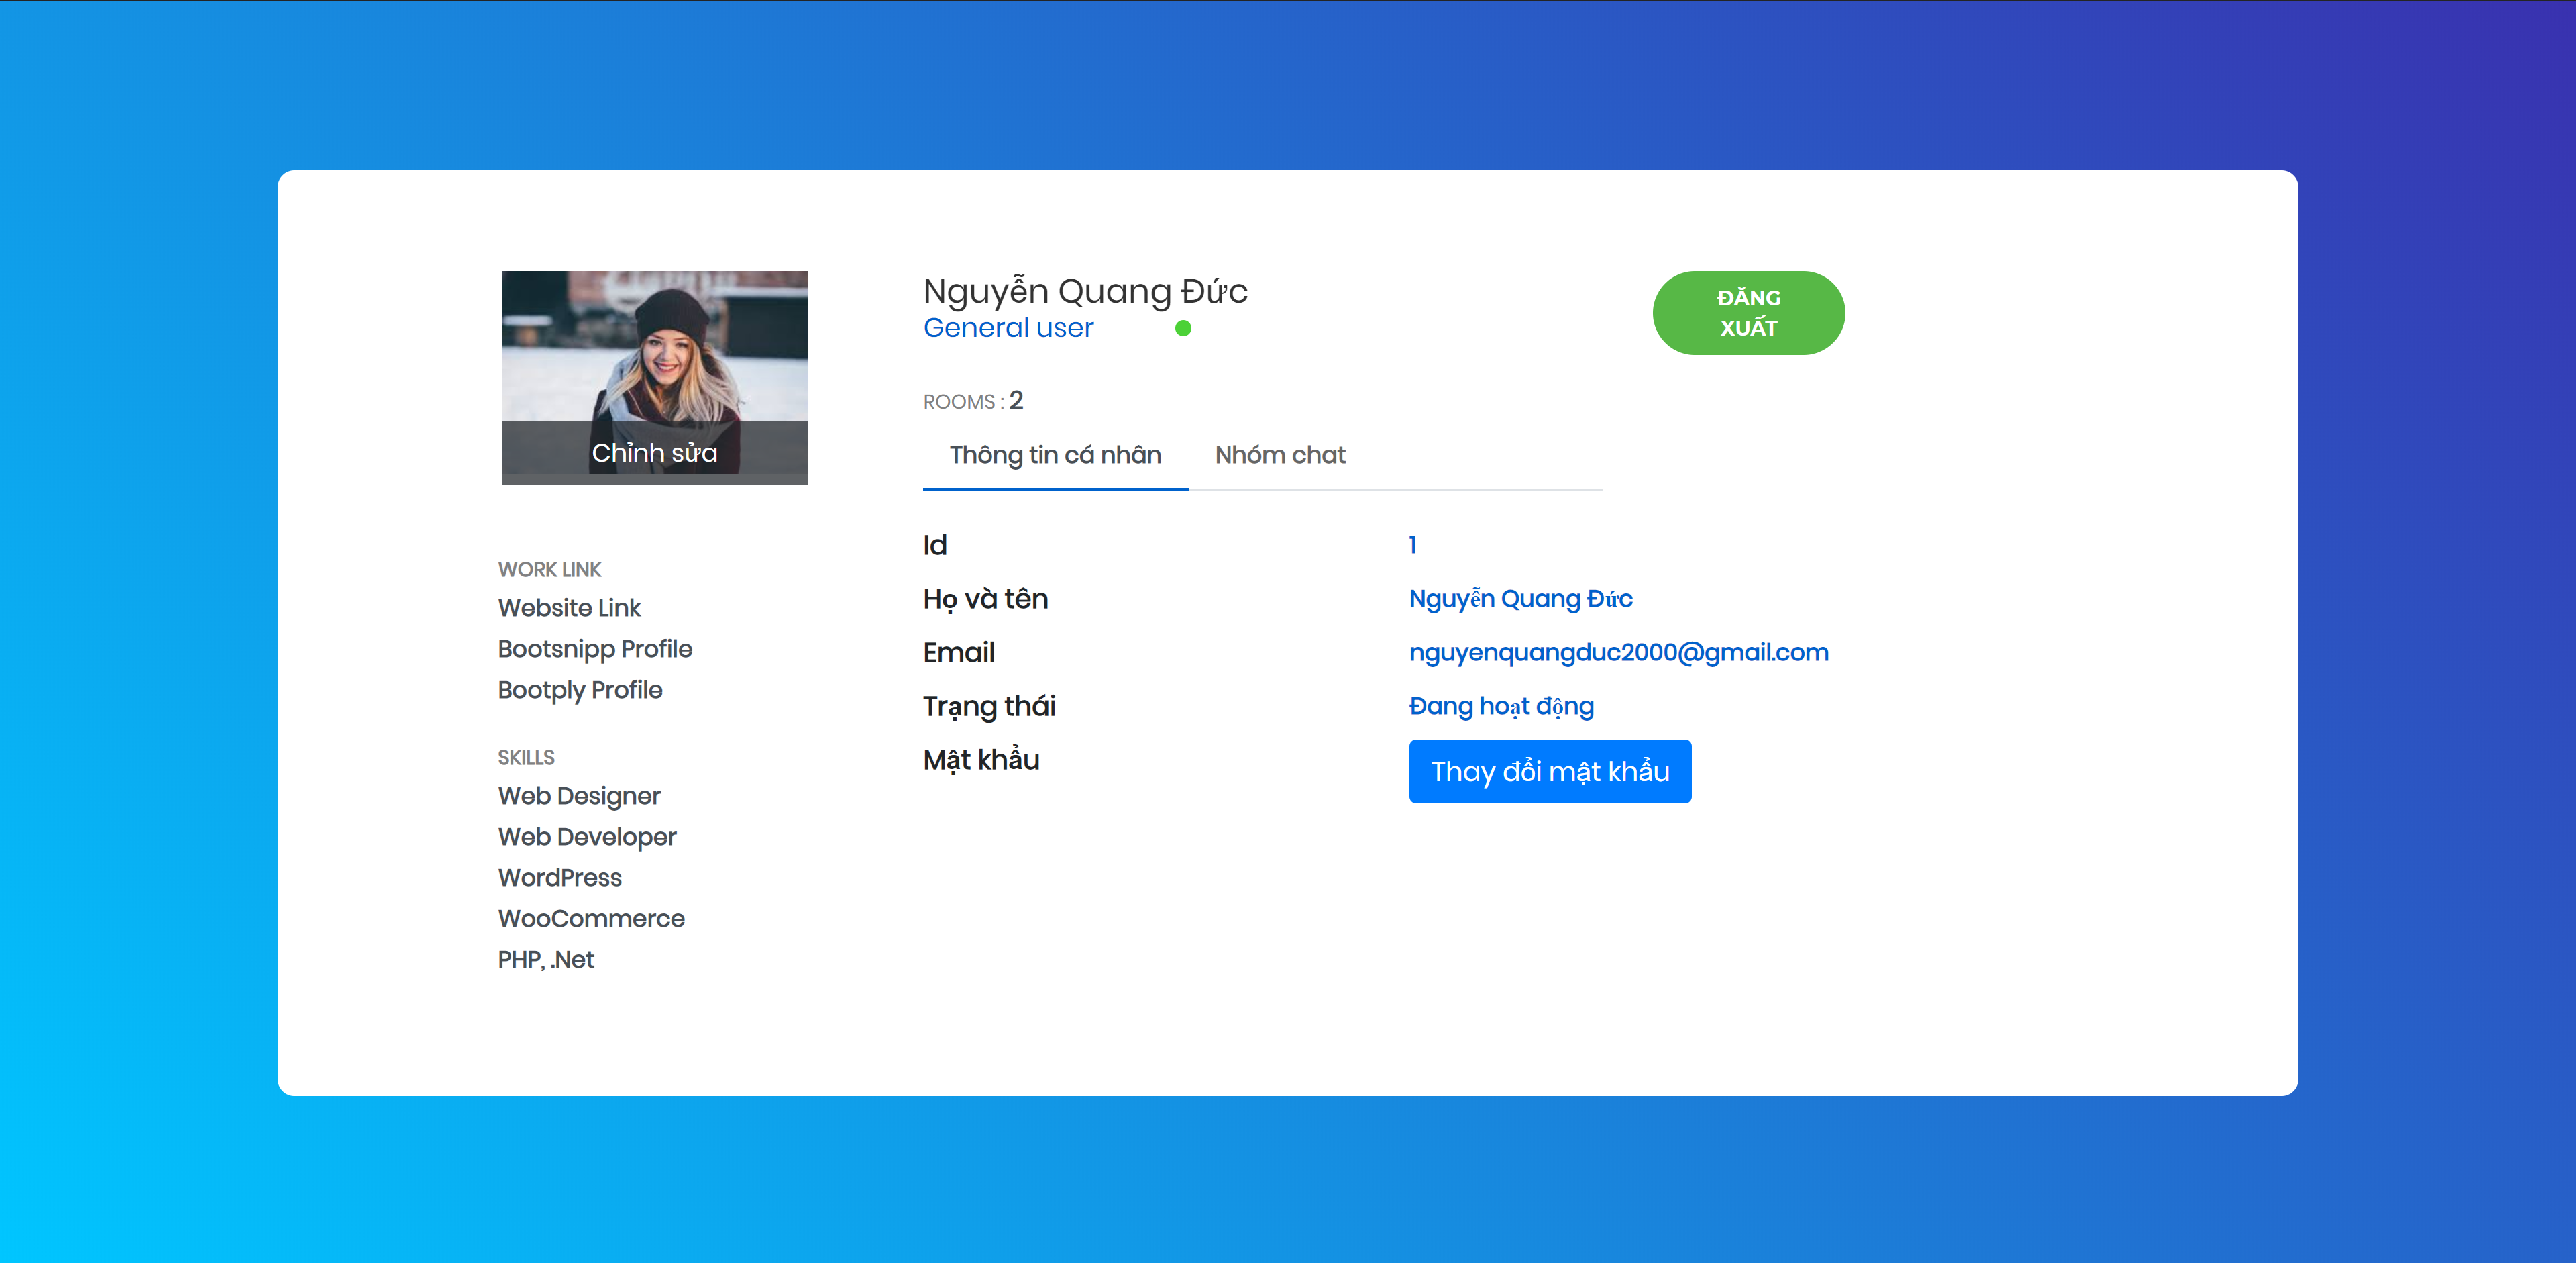 Nguyễn Quang Đức
General user
ĐĂNG
XUẤT
ROOMS : 2
Chỉnh sửa
Thông tin cá nhân
Nhóm chat
WORK LINK
Website Link
Bootsnipp Profile
Bootply Profile
SKILLS
Web Designer
Web Developer
WordPress
WooCommerce
PHP, .Net
Id 1
Họ và tên Nguyễn Quang Đức
Email nguyenquangduc2000@gmail.com
Trạng thái Đang hoạt động
Mật khẩu Thay đổi mật khẩu